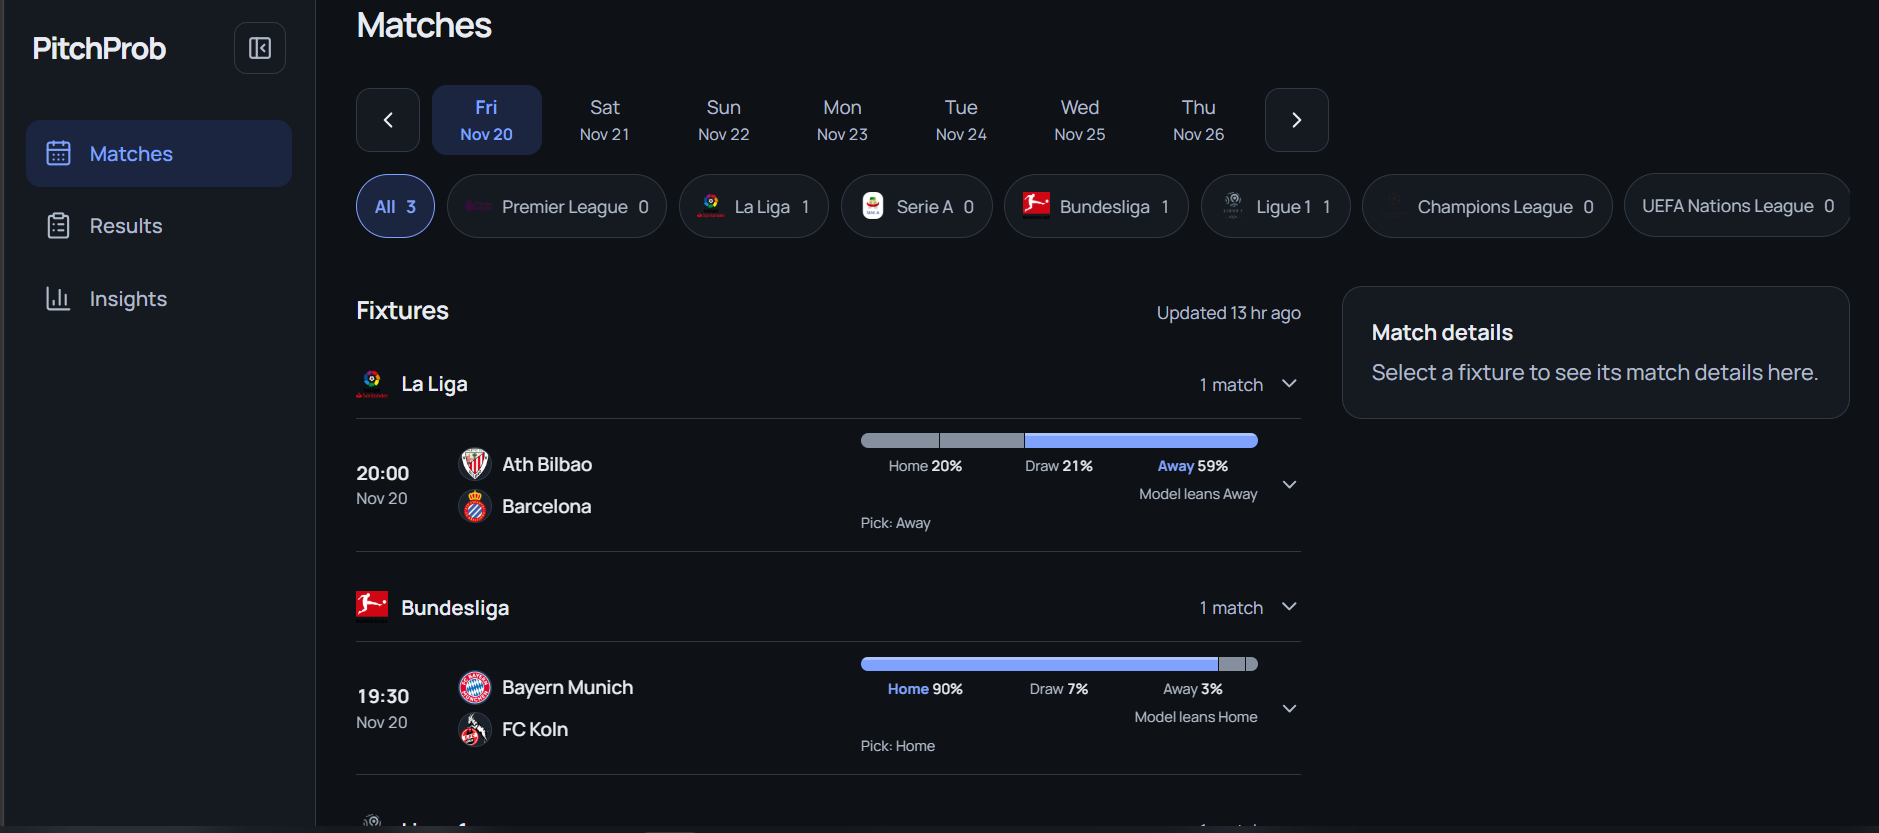 PitchProb
Matches
Results
Insights
Matches
Fri Sat Sun Mon Tue Wed Thu
Nov 20 Nov 21 Nov 22 Nov 23 Nov 24 Nov 25 Nov 26
All 3 Premier League 0 La Liga 1 Serie A 0 Bundesliga 1 Ligue 1 1 Champions League 0 UEFA Nations League 0
Fixtures Updated 13 hr ago
La Liga 1 match
20:00
Nov 20
Ath Bilbao
Barcelona
Home 20% Draw 21% Away 59%
Model leans Away
Pick: Away
Bundesliga 1 match
19:30
Nov 20
Bayern Munich
FC Koln
Home 90% Draw 7% Away 3%
Model leans Home
Pick: Home
Match details
Select a fixture to see its match details here.